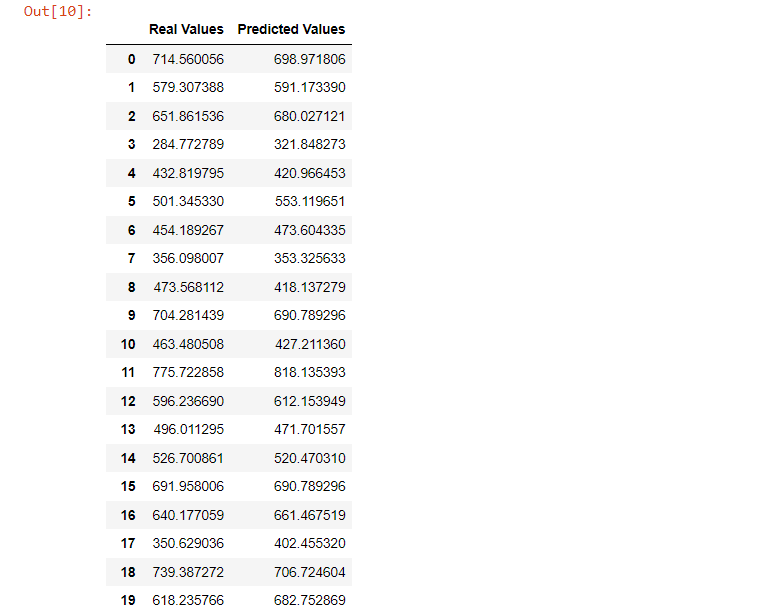 Out[10]:
Real Values Predicted Values
0 714.560056 698.971806
1 579.307388 591.173390
2 651.861536 680.027121
3 284.772789 321.848273
4 432.819795 420.966453
5 501.345330 553.119651
6 454.189267 473.604335
7 356.098007 353.325633
8 473.568112 418.137279
9 704.281439 690.789296
10 463.480508 427.211360
11 775.722858 818.135393
12 596.236690 612.153949
13 496.011295 471.701557
14 526.700861 520.470310
15 691.958006 690.789296
16 640.177059 661.467519
17 350.629036 402.455320
18 739.387272 706.724604
19 618.235766 682.752869